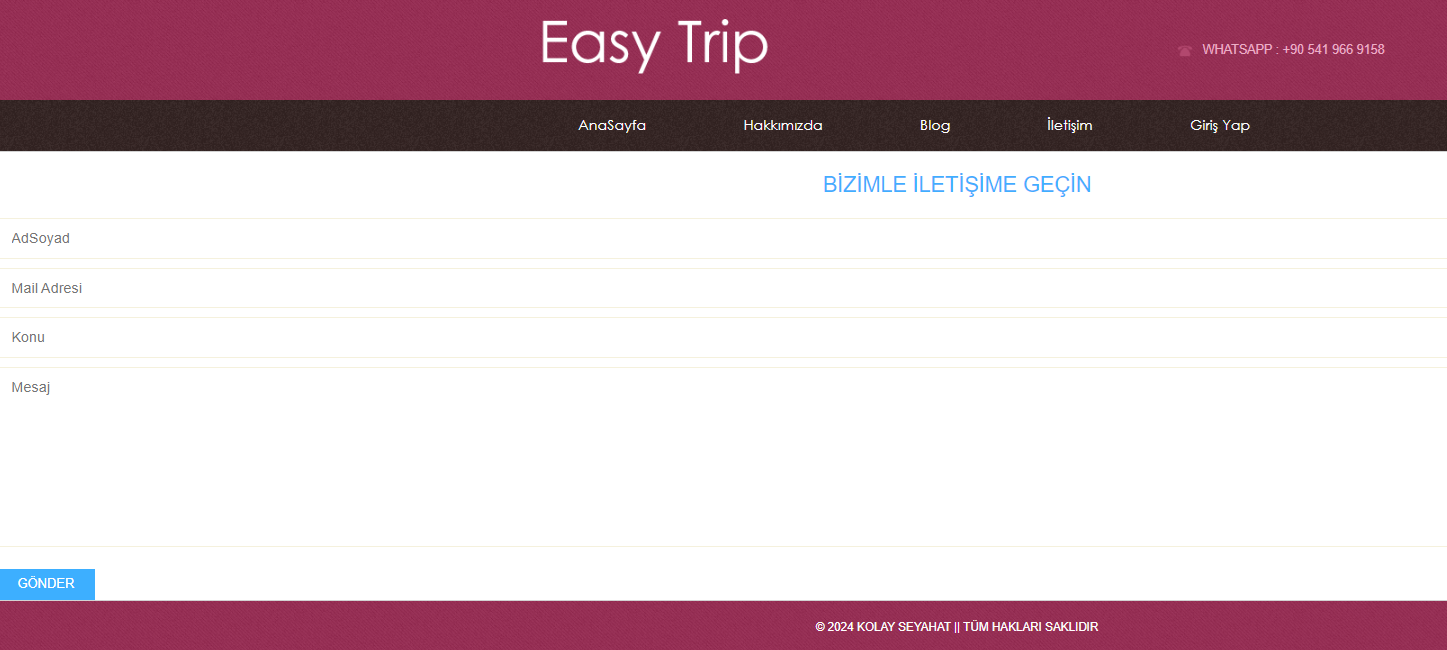 Easy Trip
WHATSAPP : +90 541 966 9158
AnaSayfa Hakkımızda Blog İletişim Giriş Yap
BİZİMLE İLETİŞİME GEÇİN
AdSoyad
Mail Adresi
Konu
Mesaj
GÖNDER
© 2024 KOLAY SEYAHAT || TÜM HAKLARI SAKLIDIR